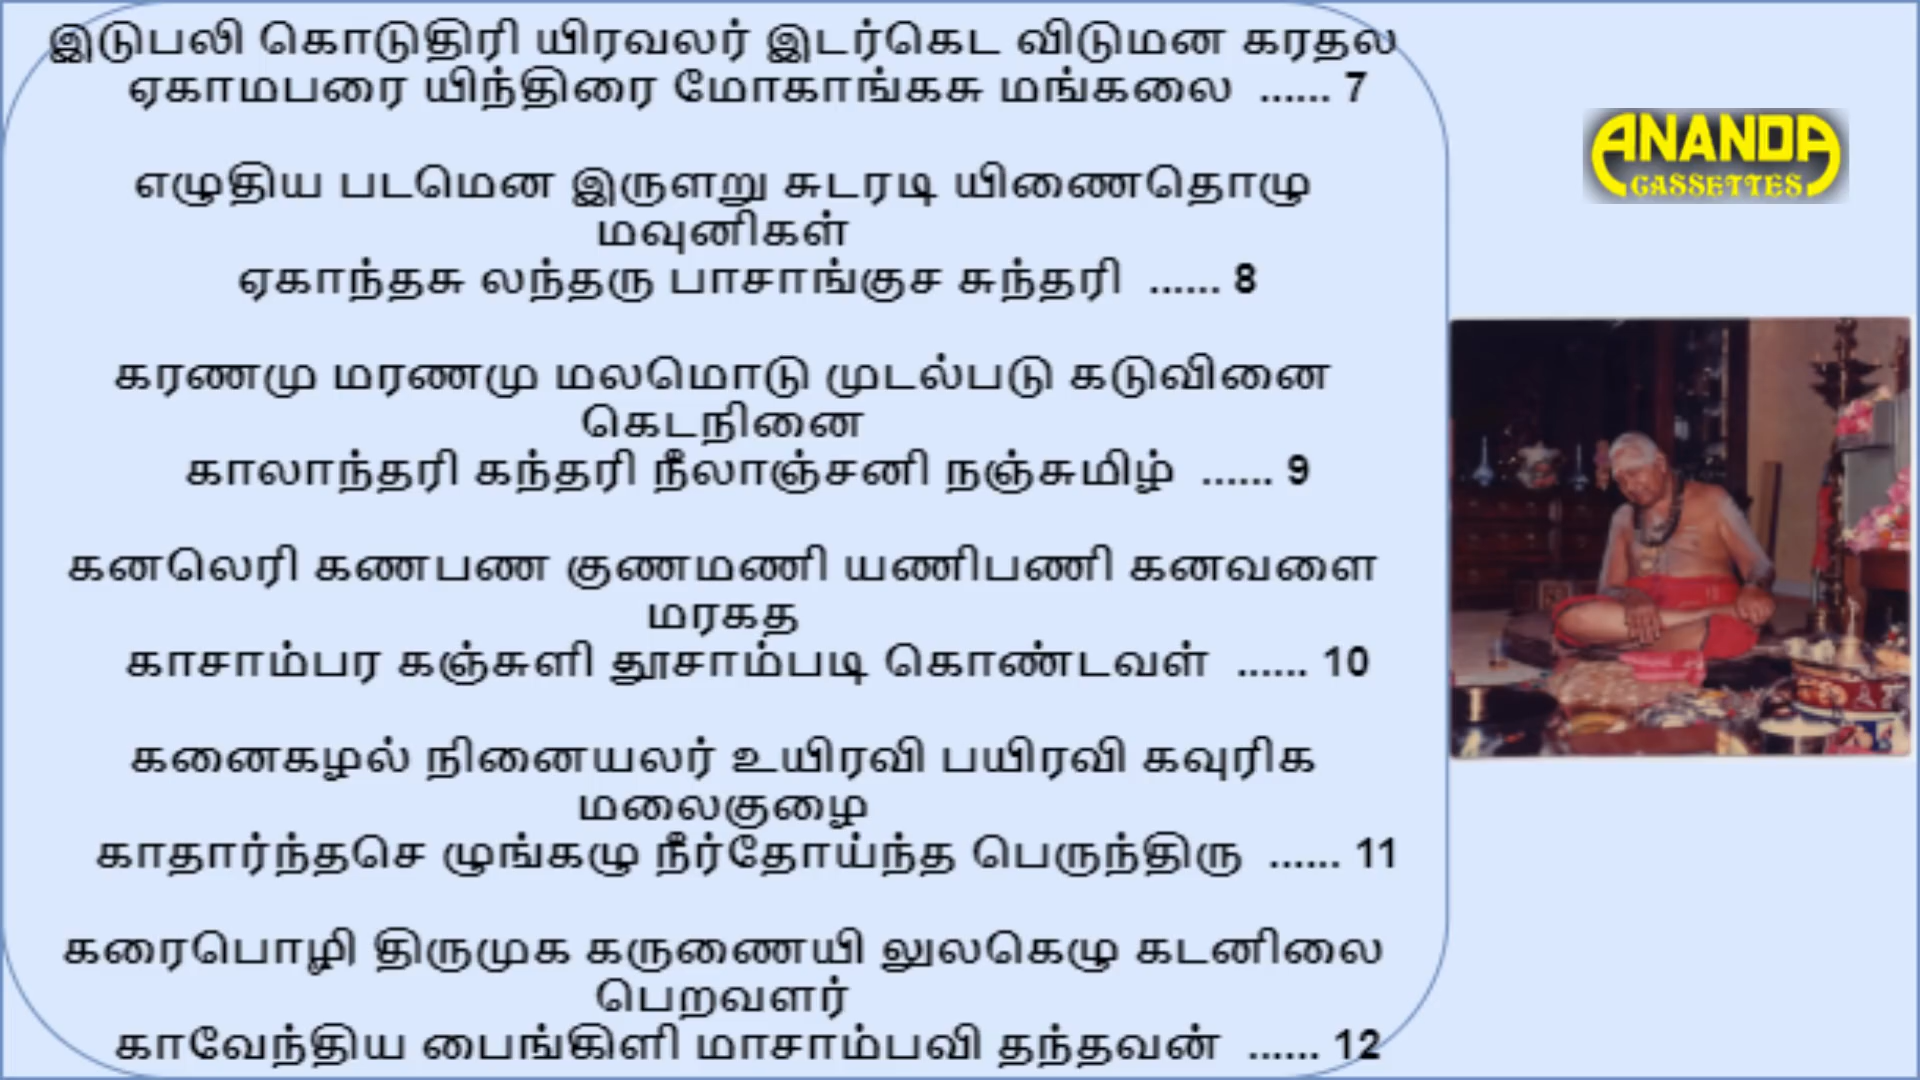 இடுபலி கொடுதிரி யிரவலர் இடர்கெட விடுமன கரதல
ஏகாமபரை யிந்திரை மோகாங்கசு மங்கலை ...... 7
எழுதிய படமென இருளறு சுடரடி யிணைதொழு
மவுனிகள்
ஏகாந்தசு லந்தரு பாசாங்குச சுந்தரி ...... 8
கரணமு மரணமு மலமொடு முடல்படு கடுவினை
கெடநினை
காலாந்தரி கந்தரி நீலாஞ்சனி நஞ்சுமிழ் ...... 9
கனலெரி கணபண குணமணி யணிபணி கனவளை
மரகத
காசாம்பர கஞ்சுளி தூசாம்படி கொண்டவள் ...... 10
கனைகழல் நினையலர் உயிரவி பயிரவி கவுரிக
மலைகுழை
காதார்ந்தசெ ழுங்கழு நீர்தோய்ந்த பெருந்திரு ...... 11
கரைபொழி திருமுக கருணையி லுலகெழு கடனிலை
பெறவளர்
காவேந்திய பைங்கிளி மாசாம்பவி தந்தவன் ...... 12
ANANDA
CASSETTES